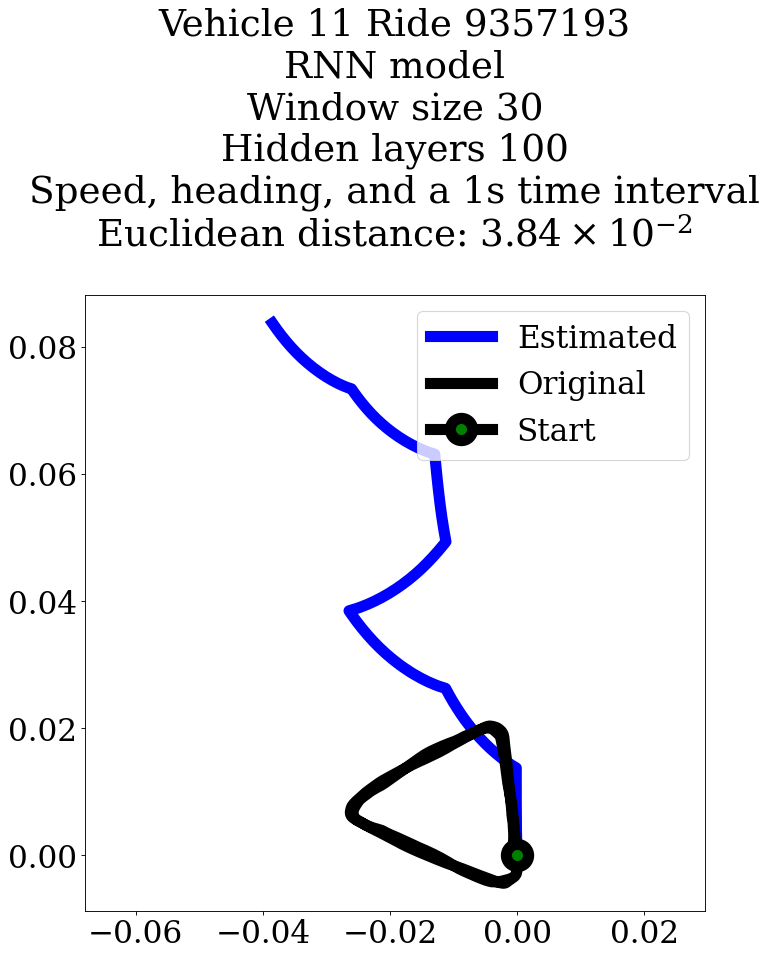 Vehicle 11 Ride 9357193
RNN model
Window size 30
Hidden layers 100
Speed, heading, and a 1s time interval
Euclidean distance: 3.84 × 10⁻²
Estimated
Original
Start
0.08
0.06
0.04
0.02
0.00
−0.06 −0.04 −0.02 0.00 0.02